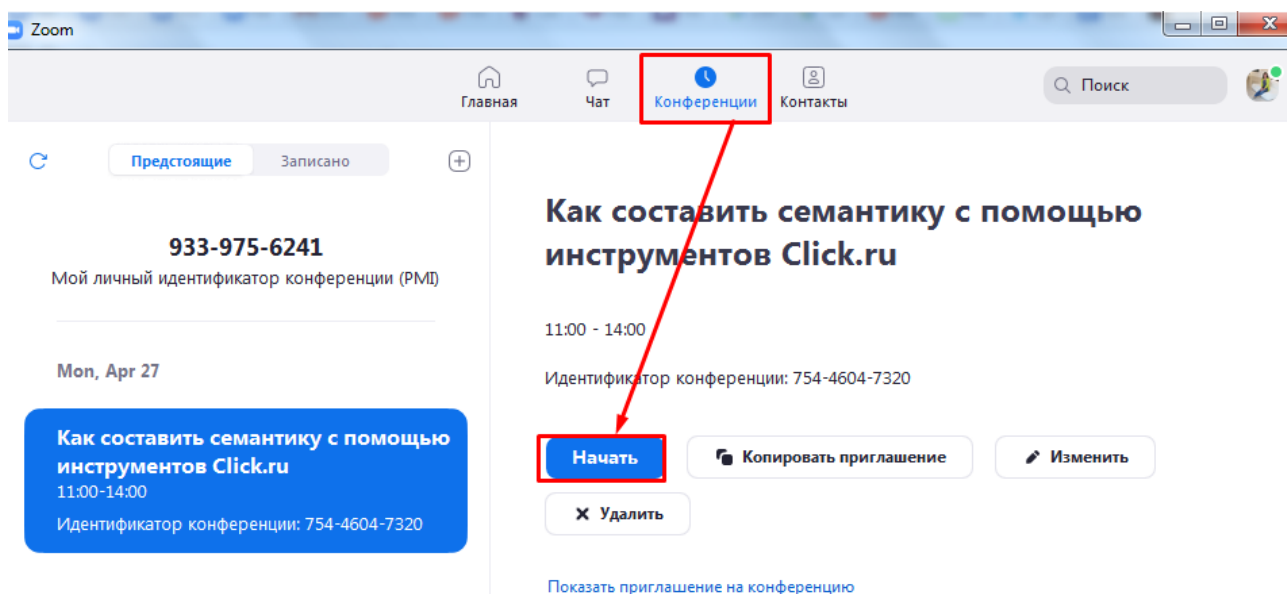 Zoom
Главная
Чат
Конференции
Контакты
Поиск
Предстоящие
Записано
933-975-6241
Мой личный идентификатор конференции (PMI)
Mon, Apr 27
Как составить семантику с помощью
инструментов Click.ru
11:00-14:00
Идентификатор конференции: 754-4604-7320
Как составить семантику с помощью
инструментов Click.ru
11:00 - 14:00
Идентификатор конференции: 754-4604-7320
Начать
Копировать приглашение
Изменить
Удалить
Показать приглашение на конференцию